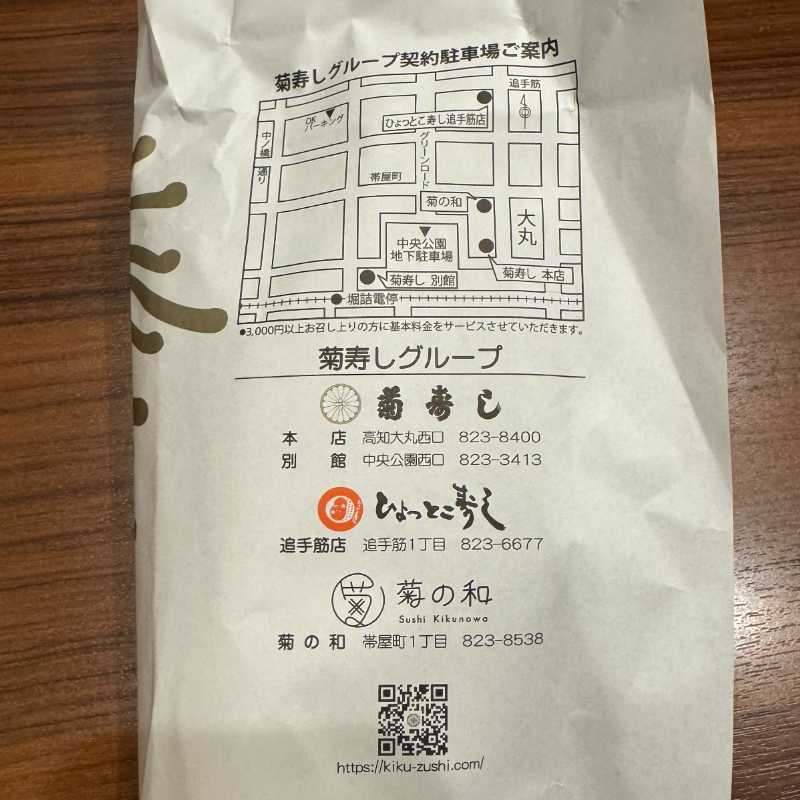 菊寿しグループ契約駐車場ご案内
追手筋
OK
パーキング
ひょっとこ寿し追手筋店
中ノ橋
通り
グリーンロード
帯屋町
菊の和
大丸
中央公園
地下駐車場
菊寿し 本店
菊寿し 別館
堀詰電停
●3,000円以上お召し上りの方に基本料金をサービスさせていただきます。
菊寿しグループ
菊寿し
本店 高知大丸西口 823-8400
別館 中央公園西口 823-3413
ひょっとこ寿し
追手筋店 追手筋1丁目 823-6677
菊の和
Sushi Kikunowa
菊の和 帯屋町1丁目 823-8538
https://kiku-zushi.com/